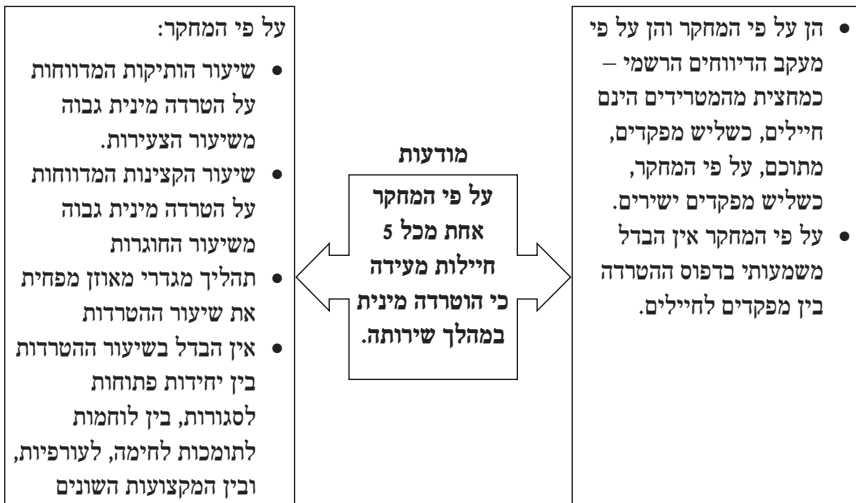 • הן על פי המחקר והן על פי
מעקב הדיווחים הרשמי –
כמחצית מהמטרידים הינם
חיילים, כשליש מפקדים,
מתוכם, על פי המחקר,
כשליש מפקדים ישירים.
• על פי המחקר אין הבדל
משמעותי בדפוס ההטרדה
בין מפקדים לחיילים.
מודעות
על פי המחקר
אחת מכל 5
חיילות מעידה
כי הוטרדה מינית
במהלך שירותה.
על פי המחקר:
• שיעור הותיקות המדווחות
על הטרדה מינית גבוה
משיעור הצעירות.
• שיעור הקצינות המדווחות
על הטרדה מינית גבוה
משיעור החוגרות
• תהליך מגדרי מאוזן מפחית
את שיעור ההטרדות
• אין הבדל בשיעור ההטרדות
בין יחידות פתוחות
לסגורות, בין לוחמות
לתומכות לחימה, לעורפיות,
ובין המקצועות השונים